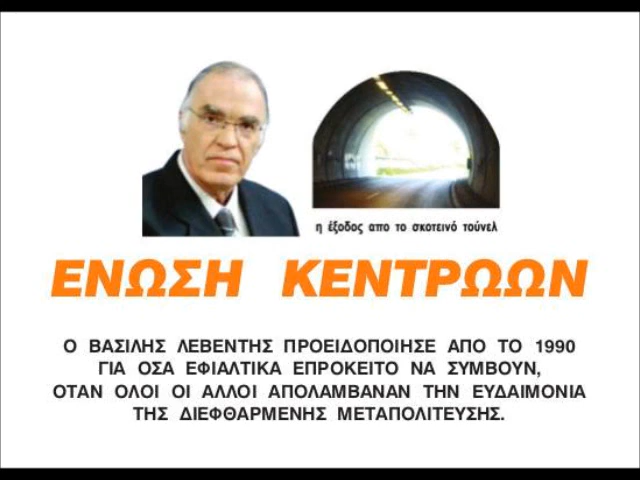 η έξοδος απο το σκοτεινό τούνελ
ΕΝΩΣΗ ΚΕΝΤΡΩΩΝ
Ο ΒΑΣΙΛΗΣ ΛΕΒΕΝΤΗΣ ΠΡΟΕΙΔΟΠΟΙΗΣΕ ΑΠΟ ΤΟ 1990
ΓΙΑ ΟΣΑ ΕΦΙΑΛΤΙΚΑ ΕΠΡΟΚΕΙΤΟ ΝΑ ΣΥΜΒΟΥΝ,
ΟΤΑΝ ΟΛΟΙ ΟΙ ΑΛΛΟΙ ΑΠΟΛΑΜΒΑΝΑΝ ΤΗΝ ΕΥΔΑΙΜΟΝΙΑ
ΤΗΣ ΔΙΕΦΘΑΡΜΕΝΗΣ ΜΕΤΑΠΟΛΙΤΕΥΣΗΣ.